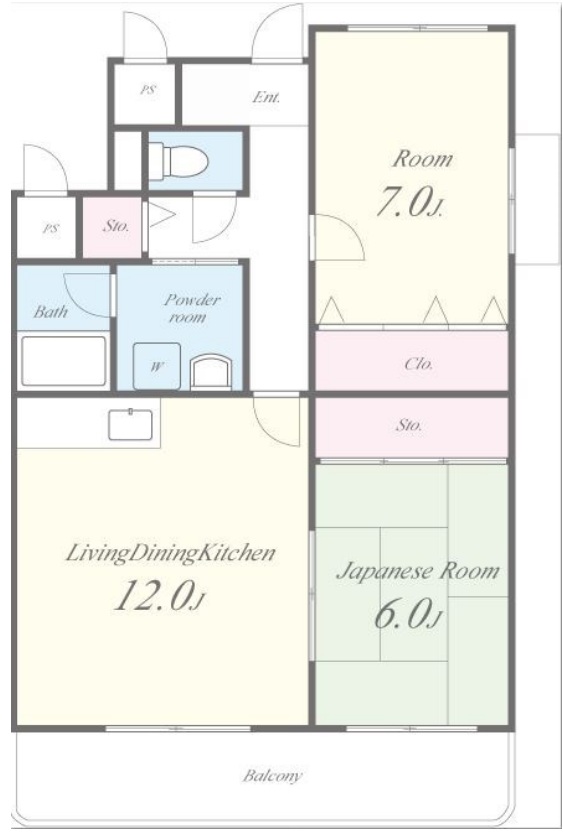 PS
Ent.
Room
7.0J.
PS
Sto.
Bath
Powder
room
W
Clo.
Sto.
LivingDiningKitchen
12.0J
Japanese Room
6.0J
Balcony